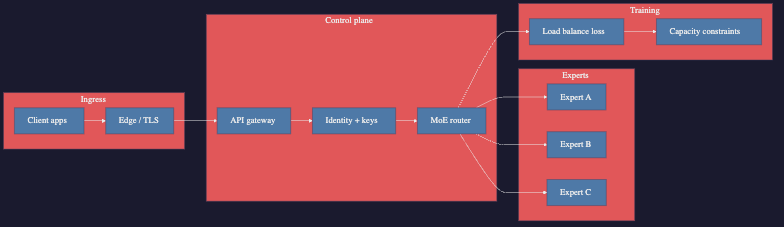 Ingress
Client apps
Edge / TLS
Control plane
API gateway
Identity + keys
MoE router
Training
Load balance loss
Capacity constraints
Experts
Expert A
Expert B
Expert C